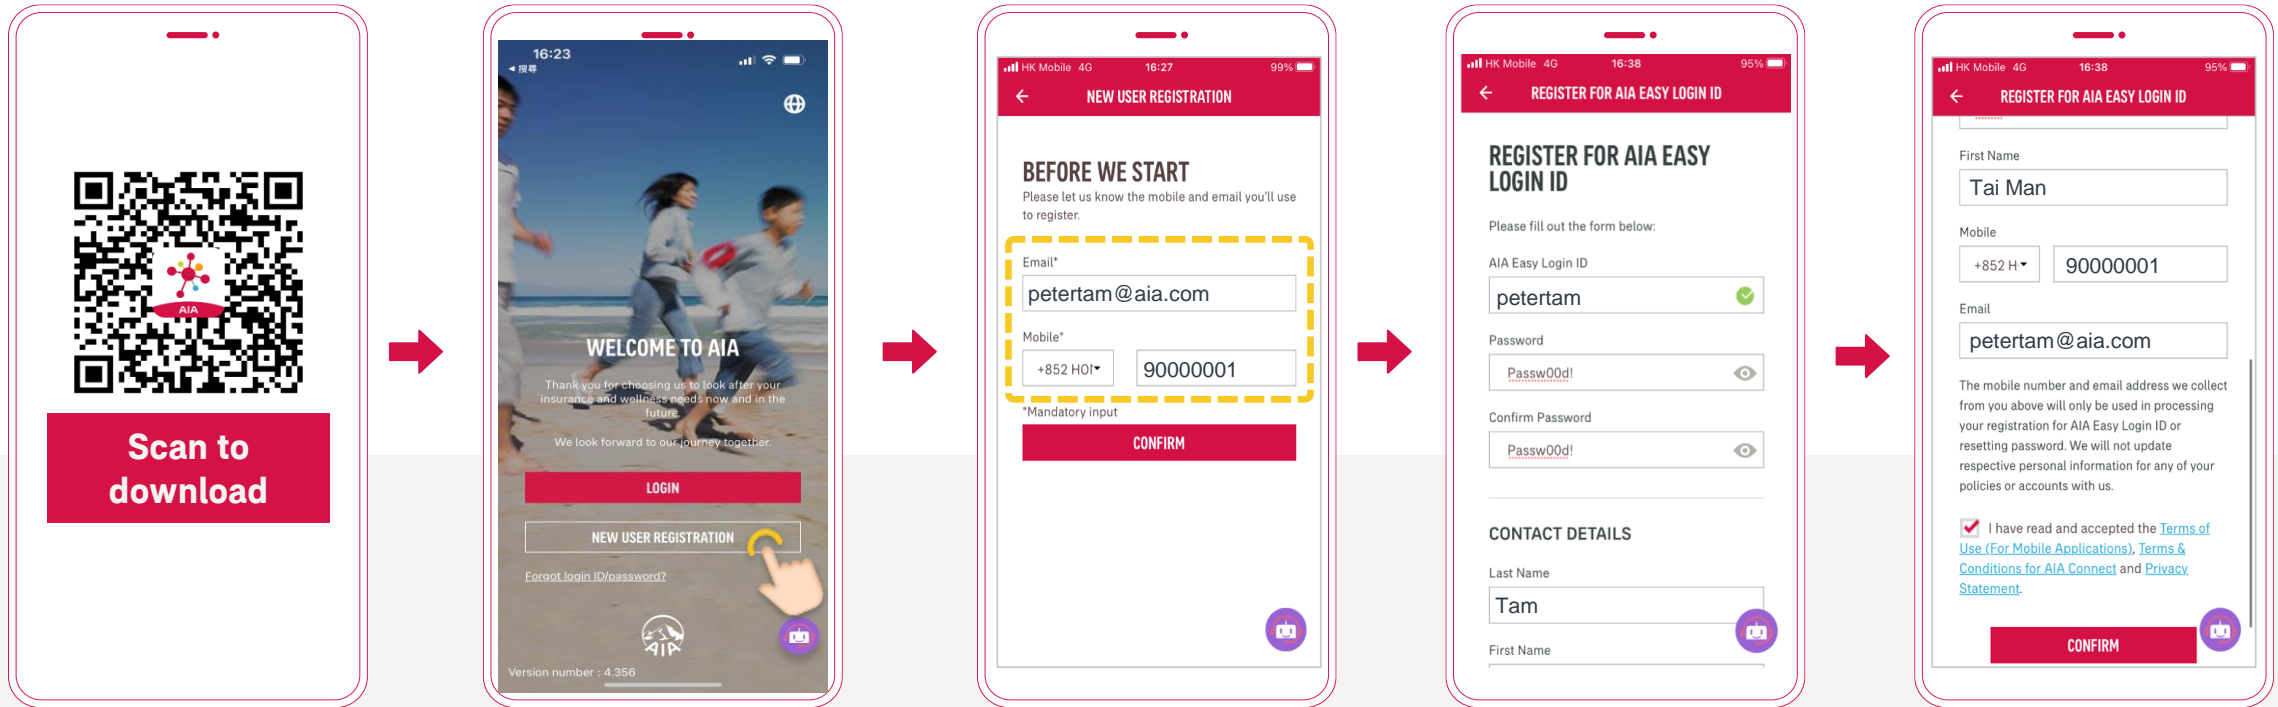 AIA
Scan to
download
16:23
◄ 搜尋
WELCOME TO AIA
Thank you for choosing us to look after your
insurance and wellness needs now and in the
future.
We look forward to our journey together.
LOGIN
NEW USER REGISTRATION
Forgot login ID/password?
AIA
Version number : 4.356
HK Mobile 4G 16:27 99%
NEW USER REGISTRATION
BEFORE WE START
Please let us know the mobile and email you'll use
to register.
Email*
petertam@aia.com
Mobile*
+852 HO 90000001
*Mandatory input
CONFIRM
HK Mobile 4G 16:38 95%
REGISTER FOR AIA EASY LOGIN ID
REGISTER FOR AIA EASY
LOGIN ID
Please fill out the form below:
AIA Easy Login ID
petertam
Password
Passw00d!
Confirm Password
Passw00d!
CONTACT DETAILS
Last Name
Tam
First Name
HK Mobile 4G 16:38 95%
REGISTER FOR AIA EASY LOGIN ID
First Name
Tai Man
Mobile
+852 H 90000001
Email
petertam@aia.com
The mobile number and email address we collect
from you above will only be used in processing
your registration for AIA Easy Login ID or
resetting password. We will not update
respective personal information for any of your
policies or accounts with us.
I have read and accepted the Terms of
Use (For Mobile Applications), Terms &
Conditions for AIA Connect and Privacy
Statement.
CONFIRM